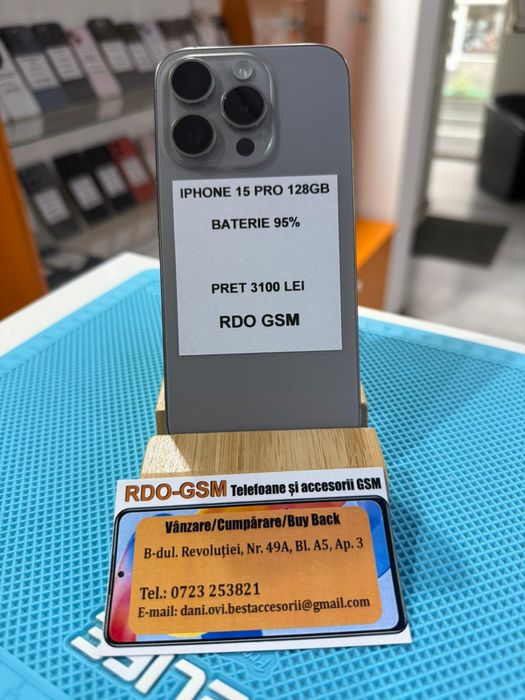 IPHONE 15 PRO 128GB
BATERIE 95%
PRET 3100 LEI
RDO GSM
RDO-GSM Telefoane și accesorii GSM
Vânzare/Cumpărare/Buy Back
B-dul. Revoluției, Nr. 49A, Bl. A5, Ap. 3
Tel.: 0723 253821
E-mail: dani.ovi.bestaccesorii@gmail.com